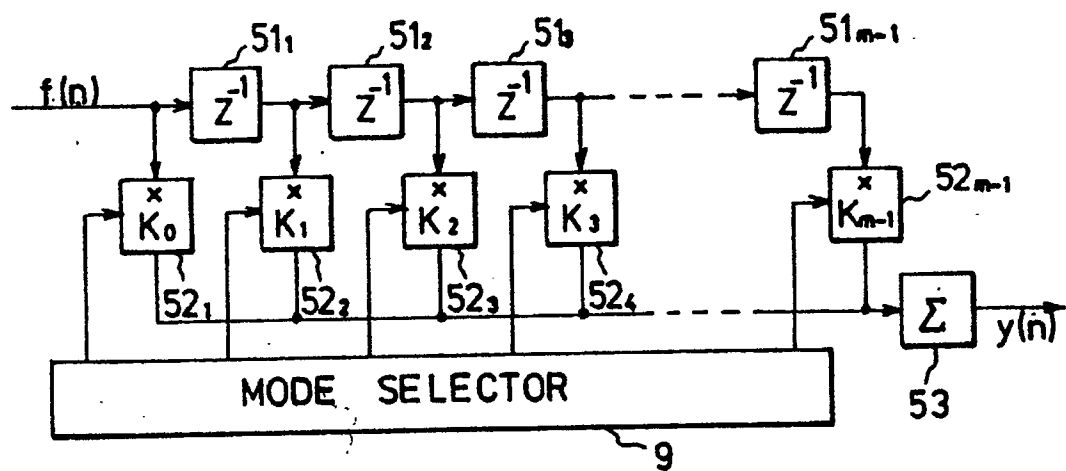 51₁ 51₂ 51₃ 51ₘ₋₁
f(n) Z⁻¹ Z⁻¹ Z⁻¹ Z⁻¹
× × × × × 52ₘ₋₁
K₀ K₁ K₂ K₃ Kₘ₋₁
52₁ 52₂ 52₃ 52₄ Σ y(n)
MODE SELECTOR 53
9